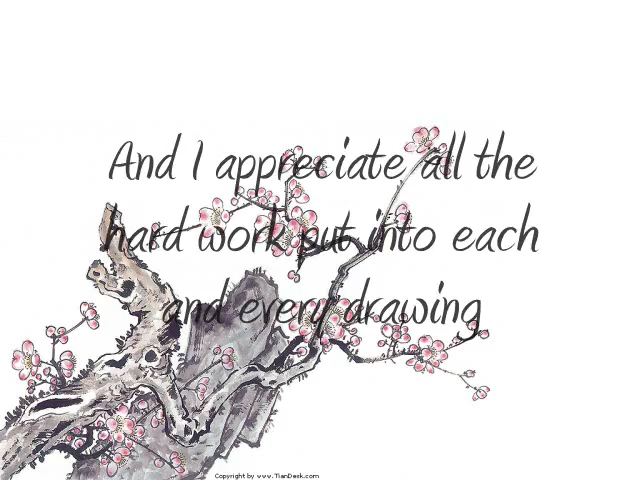 And I appreciate all the
hard work put into each
and every drawing
Copyright by www.TianDesk.com